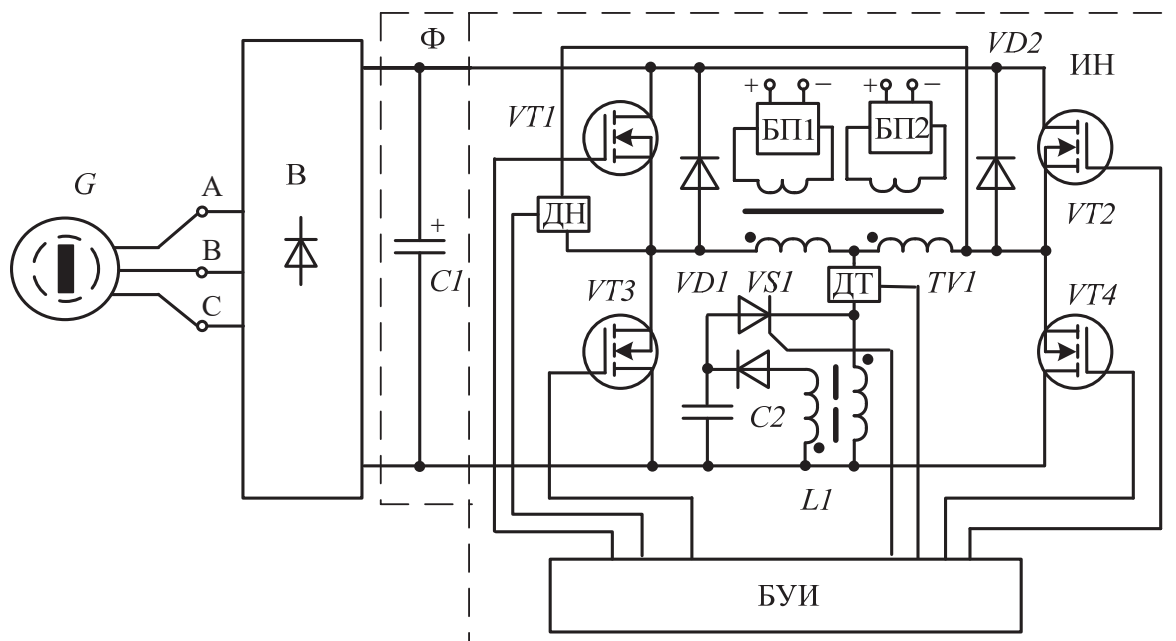 Ф
VD2
ИН
+ −
+ −
VT1
БП1
БП2
В
G
А
ДН
VT2
В
+
C1
С
VT3
VD1
VS1
ДТ
TV1
VT4
C2
L1
БУИ